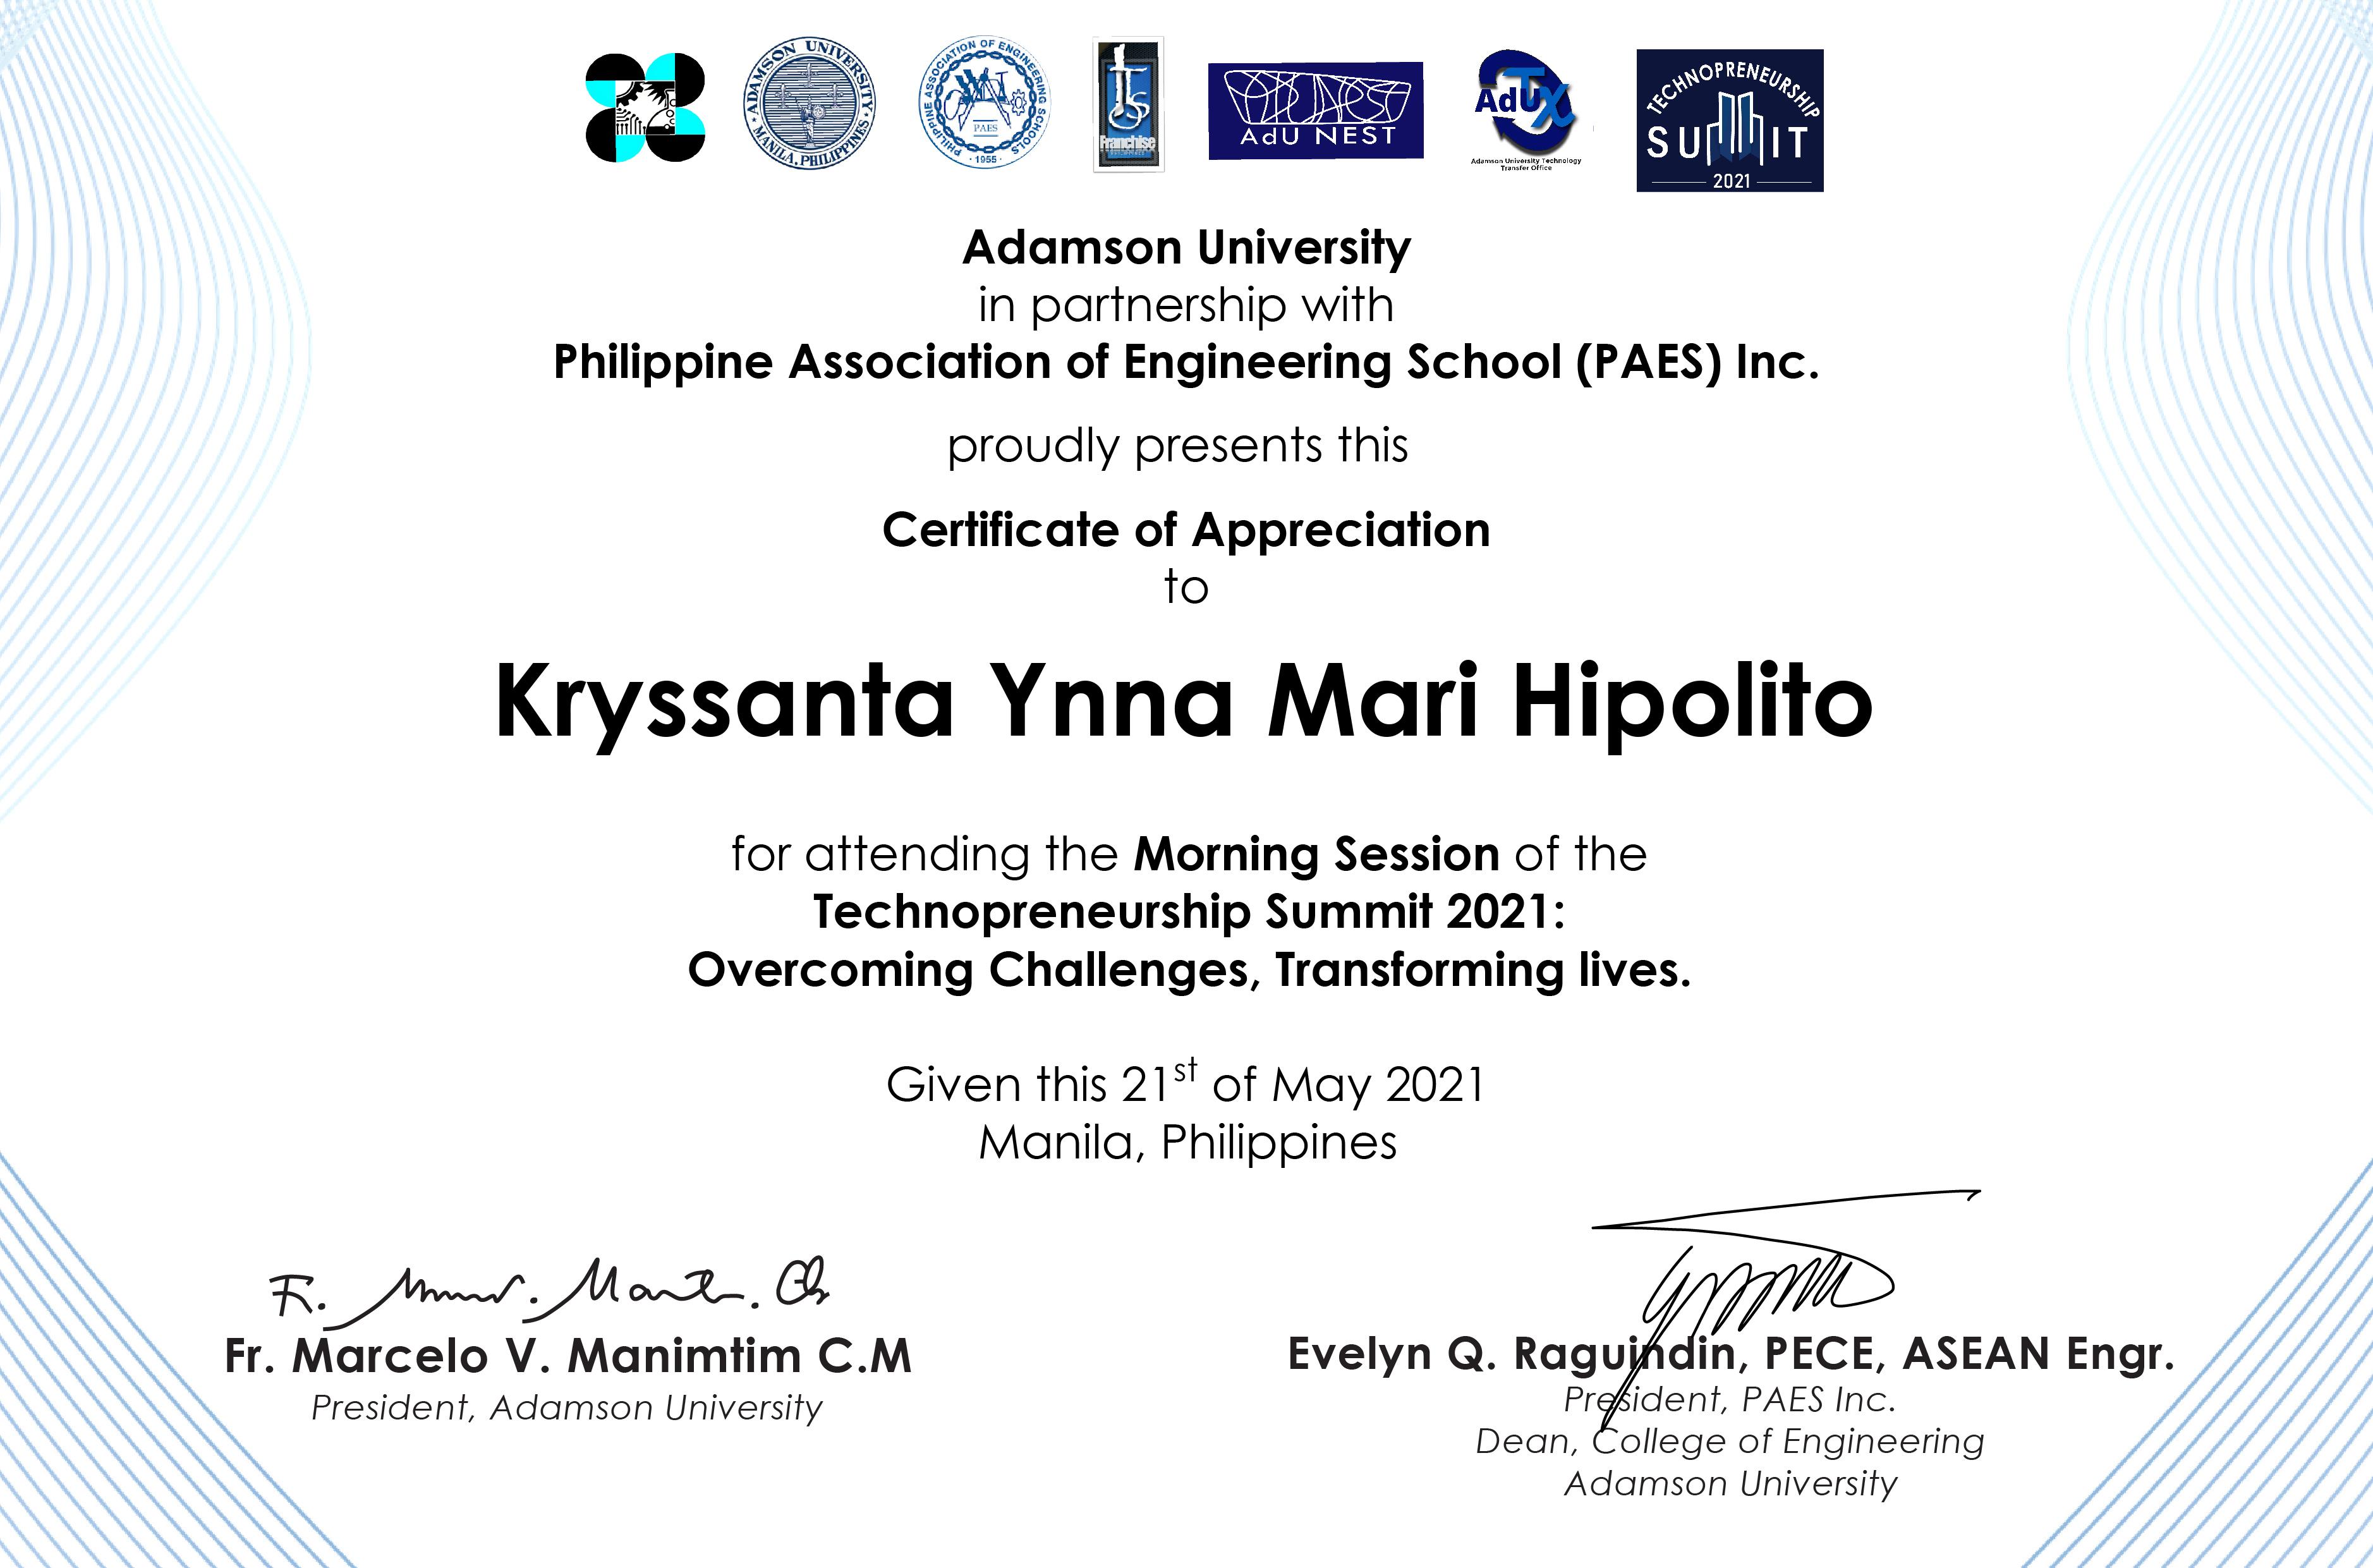 ADAMSON UNIVERSITY
MANILA, PHILIPPINES
PHILIPPINE ASSOCIATION OF ENGINEERING SCHOOLS
PAES
1955
Franchise
AdU NEST
AdUTX
Adamson University Technology
Transfer Office
TECHNOPRENEURSHIP
SUMMIT
2021
Adamson University
in partnership with
Philippine Association of Engineering School (PAES) Inc.
proudly presents this
Certificate of Appreciation
to
Kryssanta Ynna Mari Hipolito
for attending the Morning Session of the
Technopreneurship Summit 2021:
Overcoming Challenges, Transforming lives.
Given this 21st of May 2021
Manila, Philippines
Fr. Marcelo V. Manimtim C.M
President, Adamson University
Evelyn Q. Raguindin, PECE, ASEAN Engr.
President, PAES Inc.
Dean, College of Engineering
Adamson University